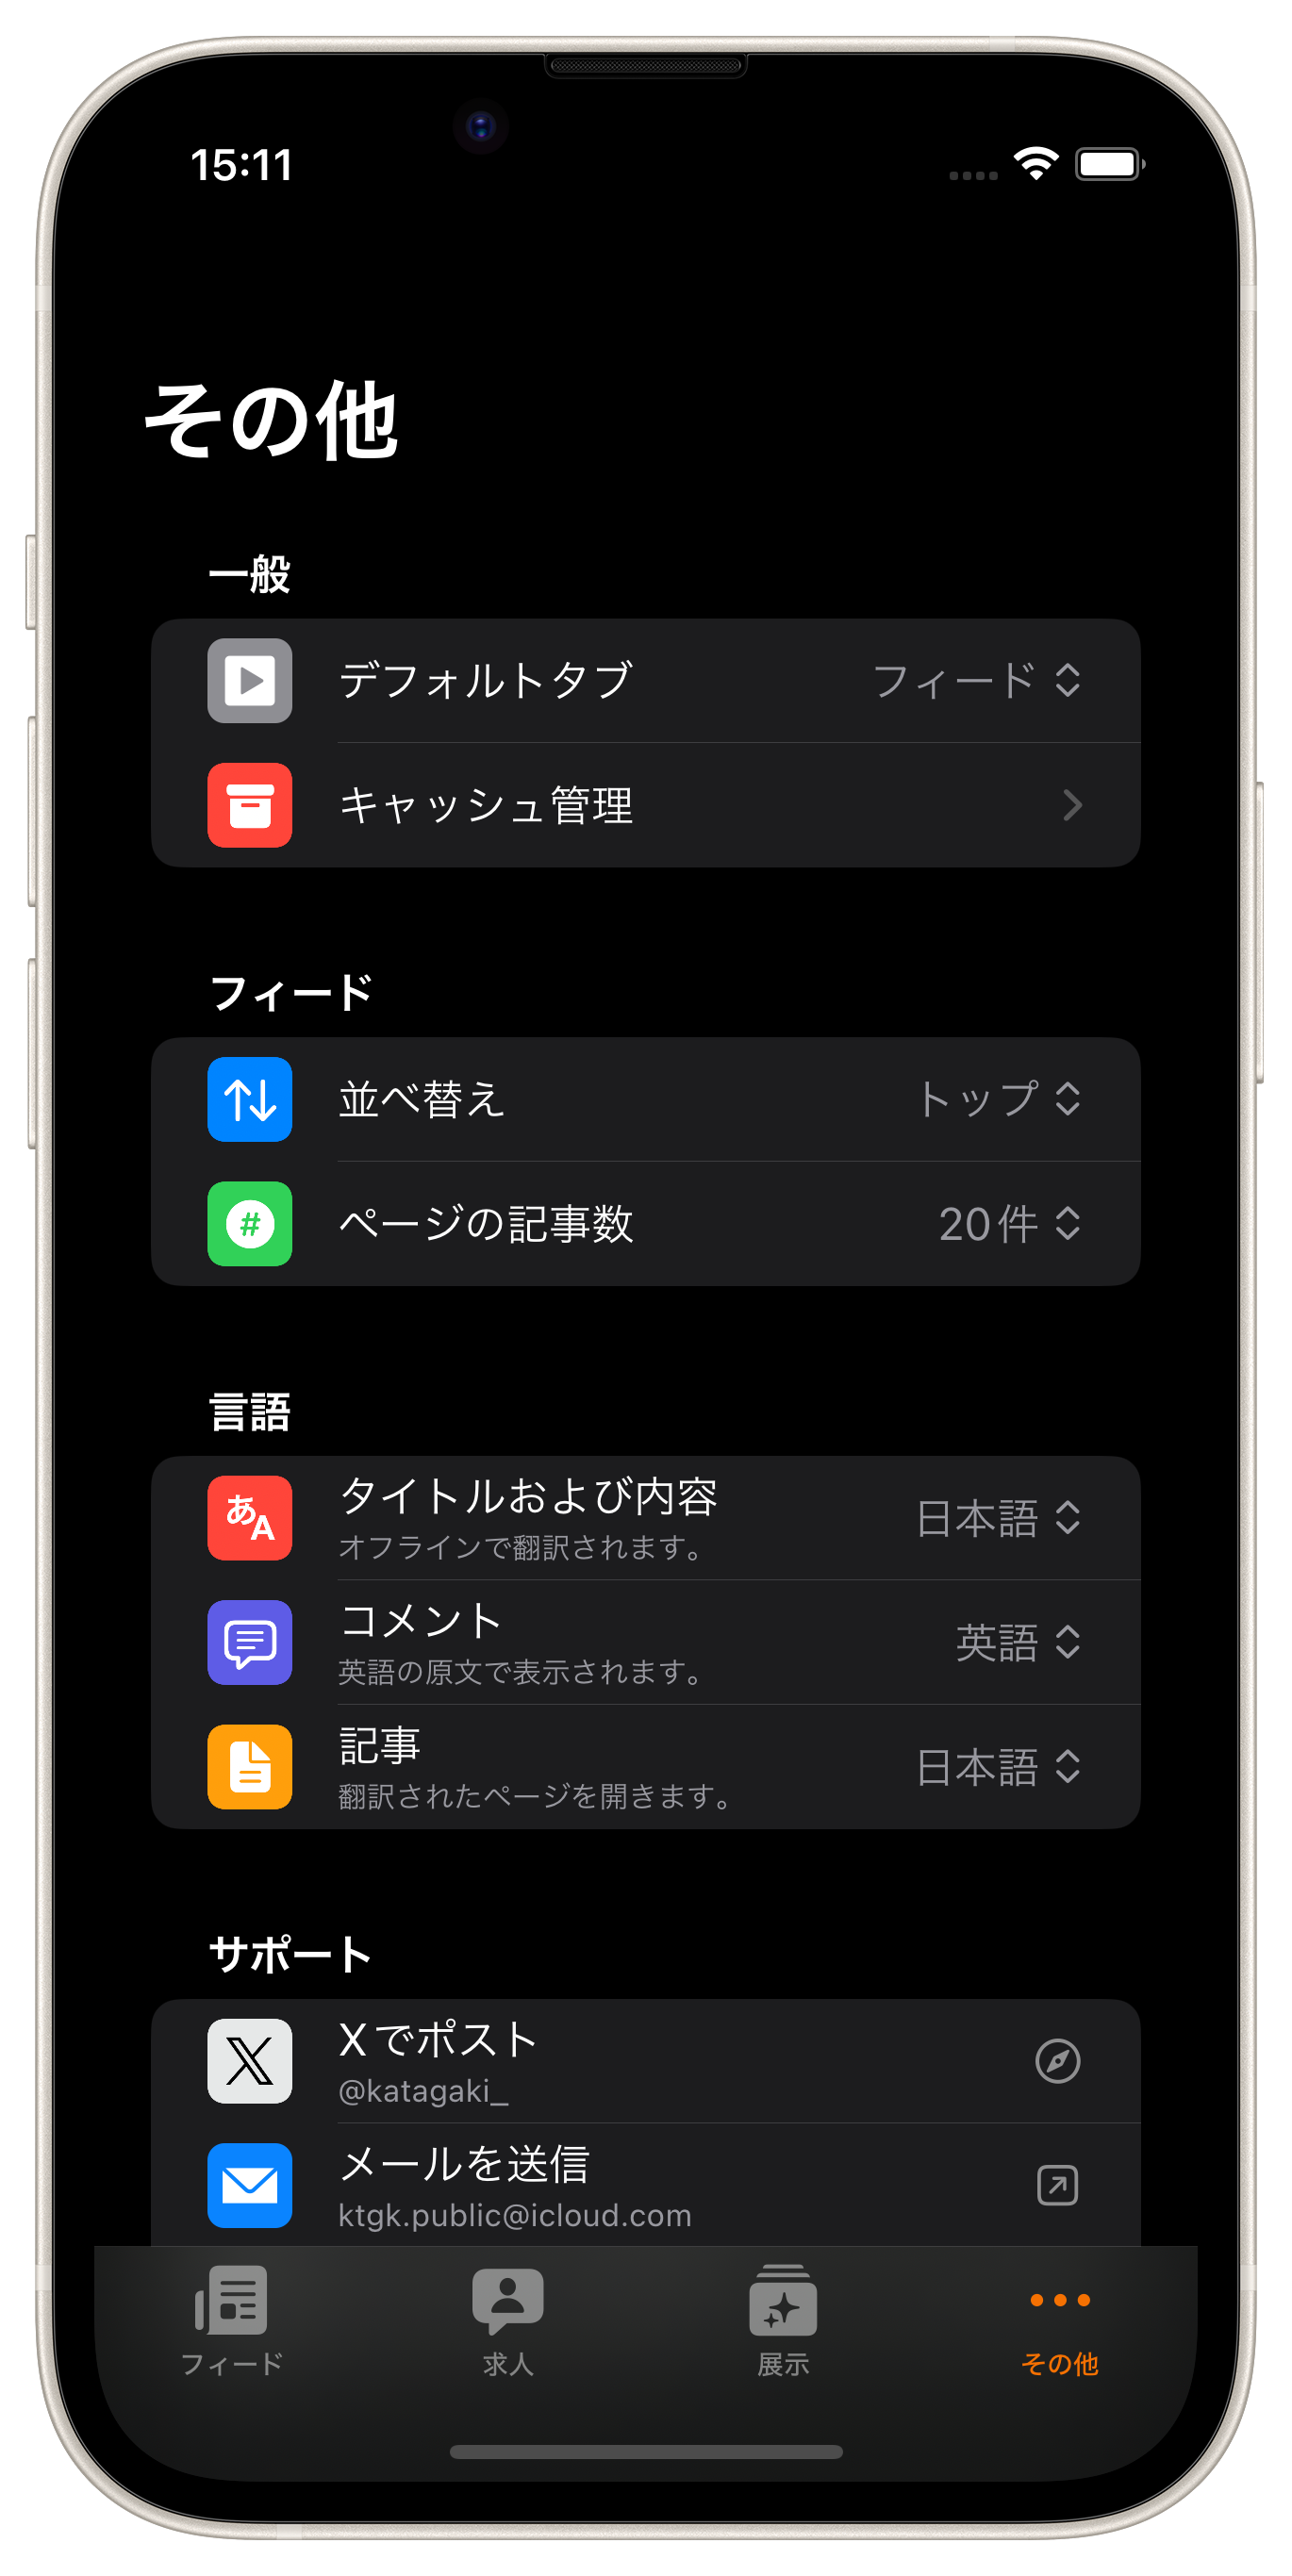 15:11
その他
一般
デフォルトタブ フィード
キャッシュ管理
フィード
並べ替え トップ
# ページの記事数 20件
言語
あA タイトルおよび内容 日本語
オフラインで翻訳されます。
コメント 英語
英語の原文で表示されます。
記事 日本語
翻訳されたページを開きます。
サポート
𝕏 Xでポスト
@katagaki_
メールを送信
ktgk.public@icloud.com
フィード 求人 展示 その他